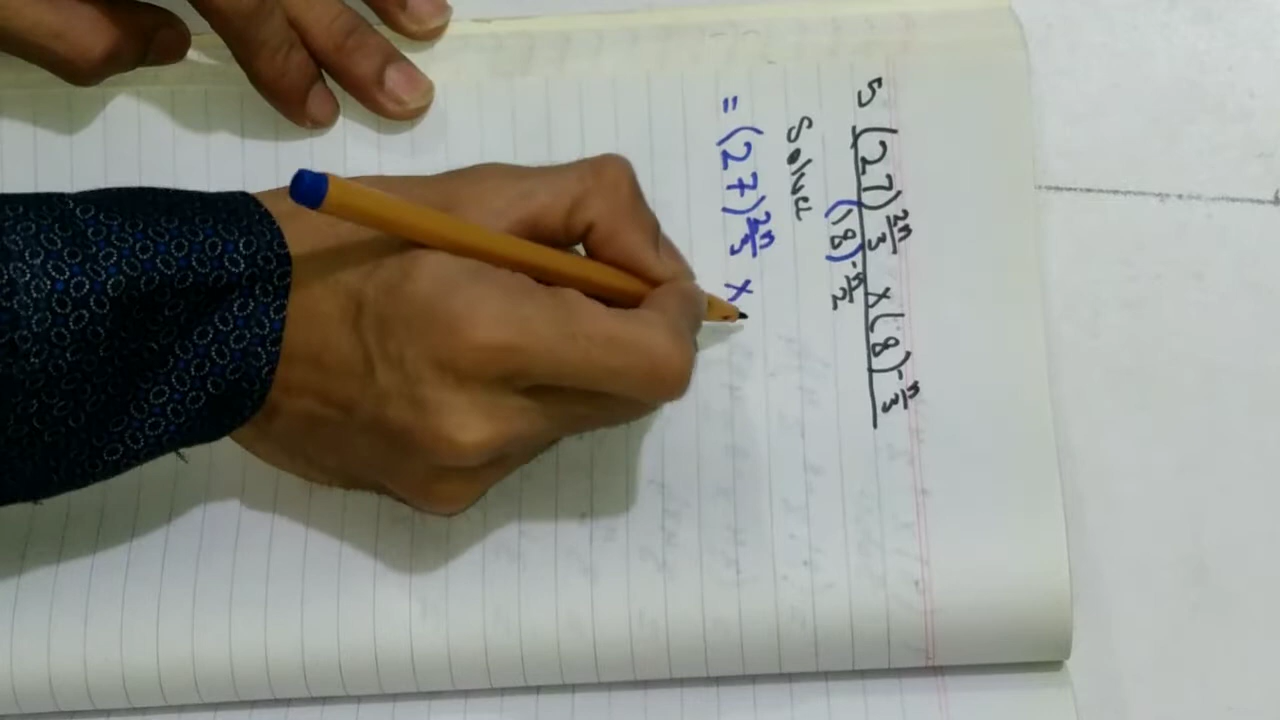 5 (27)^{2n/3} x (8)^{-n/3}
(18)^{-n/2}
Solve
= (27)^{2n/3} x